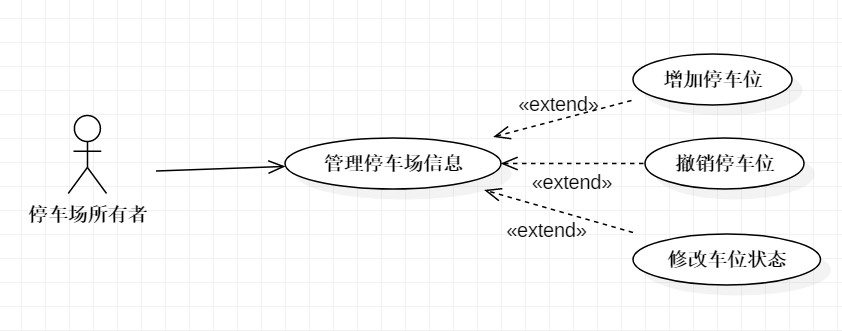 增加停车位
«extend»
管理停车场信息
撤销停车位
«extend»
停车场所有者
«extend»
修改车位状态